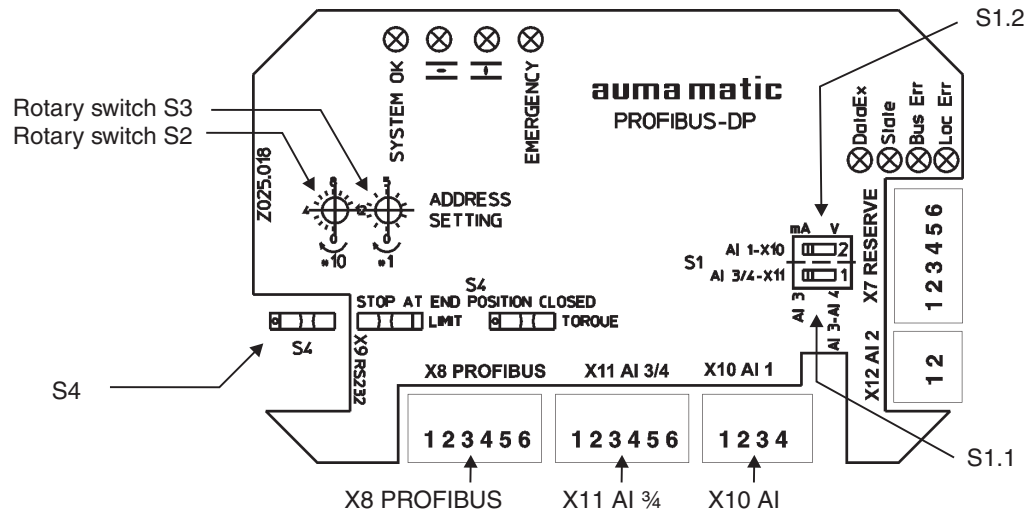 S1.2
SYSTEM OK
EMERGENCY
auma matic
PROFIBUS-DP
DataEx
State
Bus Err
Loc Err
Rotary switch S3
Rotary switch S2
Z025.018
8
4
0
*10
5
0
*1
ADDRESS
SETTING
mA V
S1
AI 1-X10
2
AI 3/4-X11
1
AI 3
AI 3-AI 4
X7 RESERVE
1 2 3 4 5 6
S4
STOP AT END POSITION CLOSED
LIMIT
TORQUE
S4
S4
X9 RS232
X12 AI 2
1 2
X8 PROFIBUS
X11 AI 3/4
X10 AI 1
1 2 3 4 5 6
1 2 3 4 5 6
1 2 3 4
S1.1
X8 PROFIBUS
X11 AI ¾
X10 AI